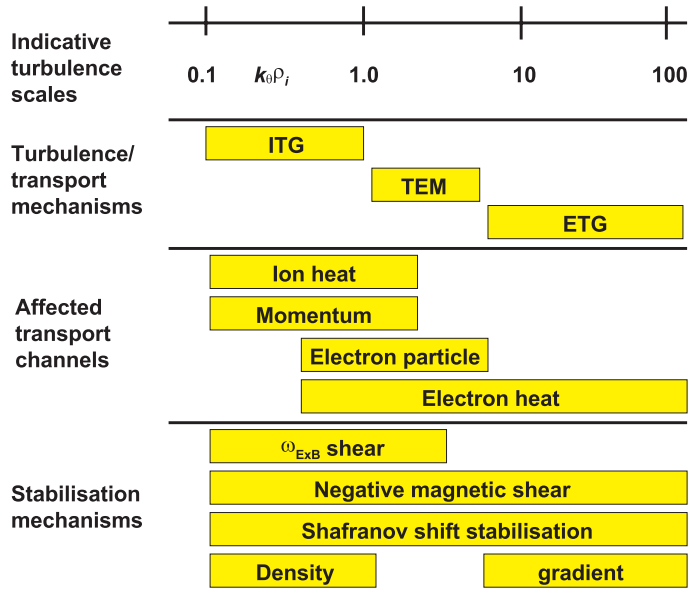 Indicative
turbulence
scales
0.1 kθρi 1.0 10 100
Turbulence/
transport
mechanisms
ITG
TEM
ETG
Affected
transport
channels
Ion heat
Momentum
Electron particle
Electron heat
Stabilisation
mechanisms
ωExB shear
Negative magnetic shear
Shafranov shift stabilisation
Density gradient